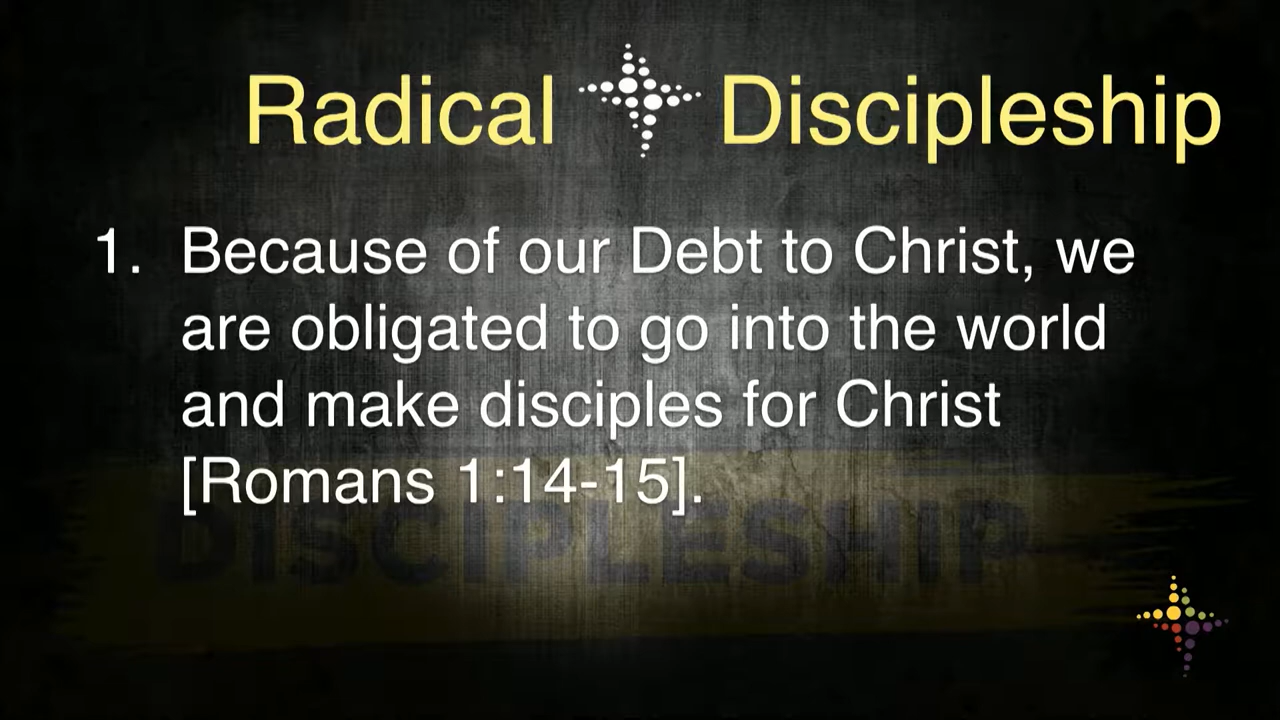 Radical Discipleship
1. Because of our Debt to Christ, we
are obligated to go into the world
and make disciples for Christ
[Romans 1:14-15].
DISCIPLESHIP